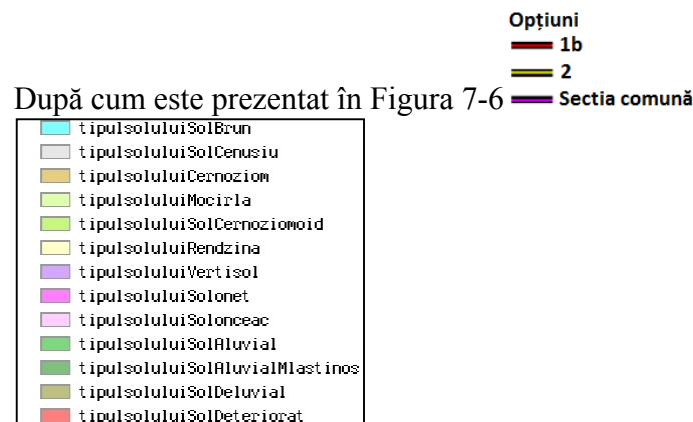 Opțiuni
1b
2
După cum este prezentat în Figura 7-6
Sectia comună
tipulsoluluiSolBrun
tipulsoluluiSolCenusiu
tipulsoluluiCernoziom
tipulsoluluiMocirla
tipulsoluluiSolCernoziomoid
tipulsoluluiRendzina
tipulsoluluiVertisol
tipulsoluluiSolonet
tipulsoluluiSolonceac
tipulsoluluiSolAluvial
tipulsoluluiSolAluvialMlastinos
tipulsoluluiSolDeluvial
tipulsoluluiSolDeteriorat